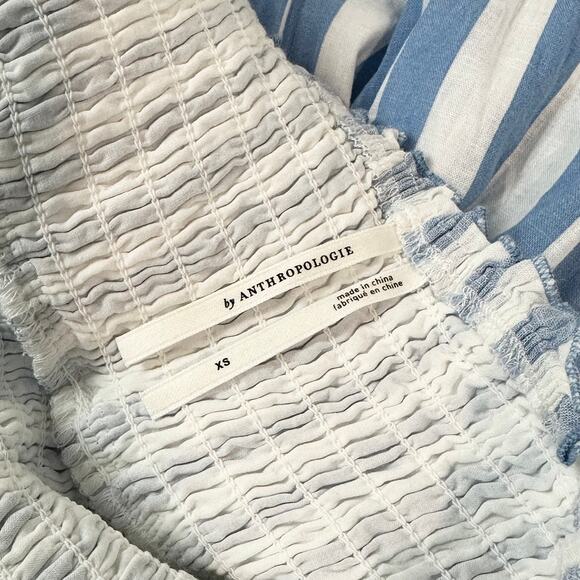 by ANTHROPOLOGIE
XS
made in china
fabriqué en chine